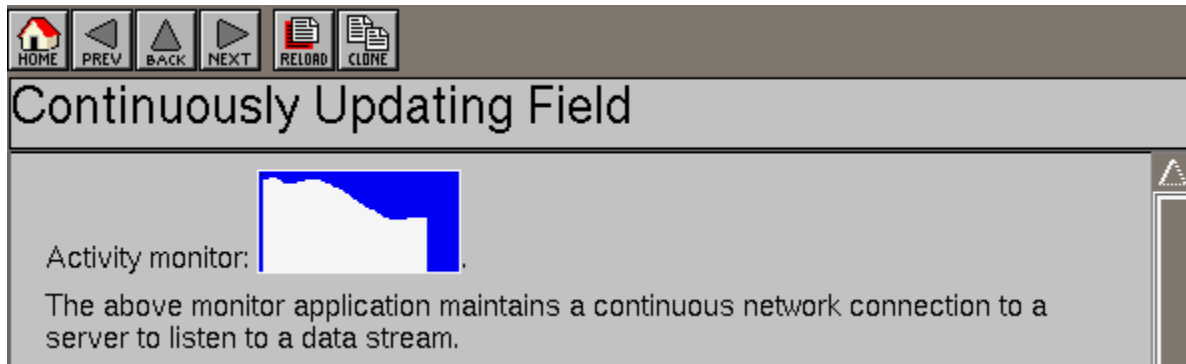 HOME PREV BACK NEXT RELOAD CLONE
Continuously Updating Field
Activity monitor: .
The above monitor application maintains a continuous network connection to a
server to listen to a data stream.